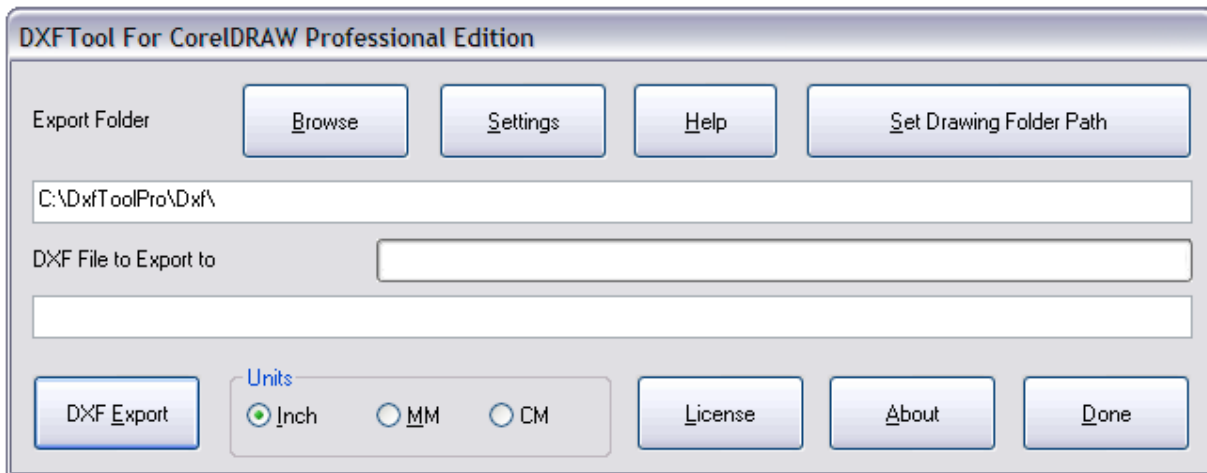 DXFTool For CorelDRAW Professional Edition
Export Folder Browse Settings Help Set Drawing Folder Path
C:\DxfToolPro\Dxf\
DXF File to Export to
Units
DXF Export Inch MM CM License About Done